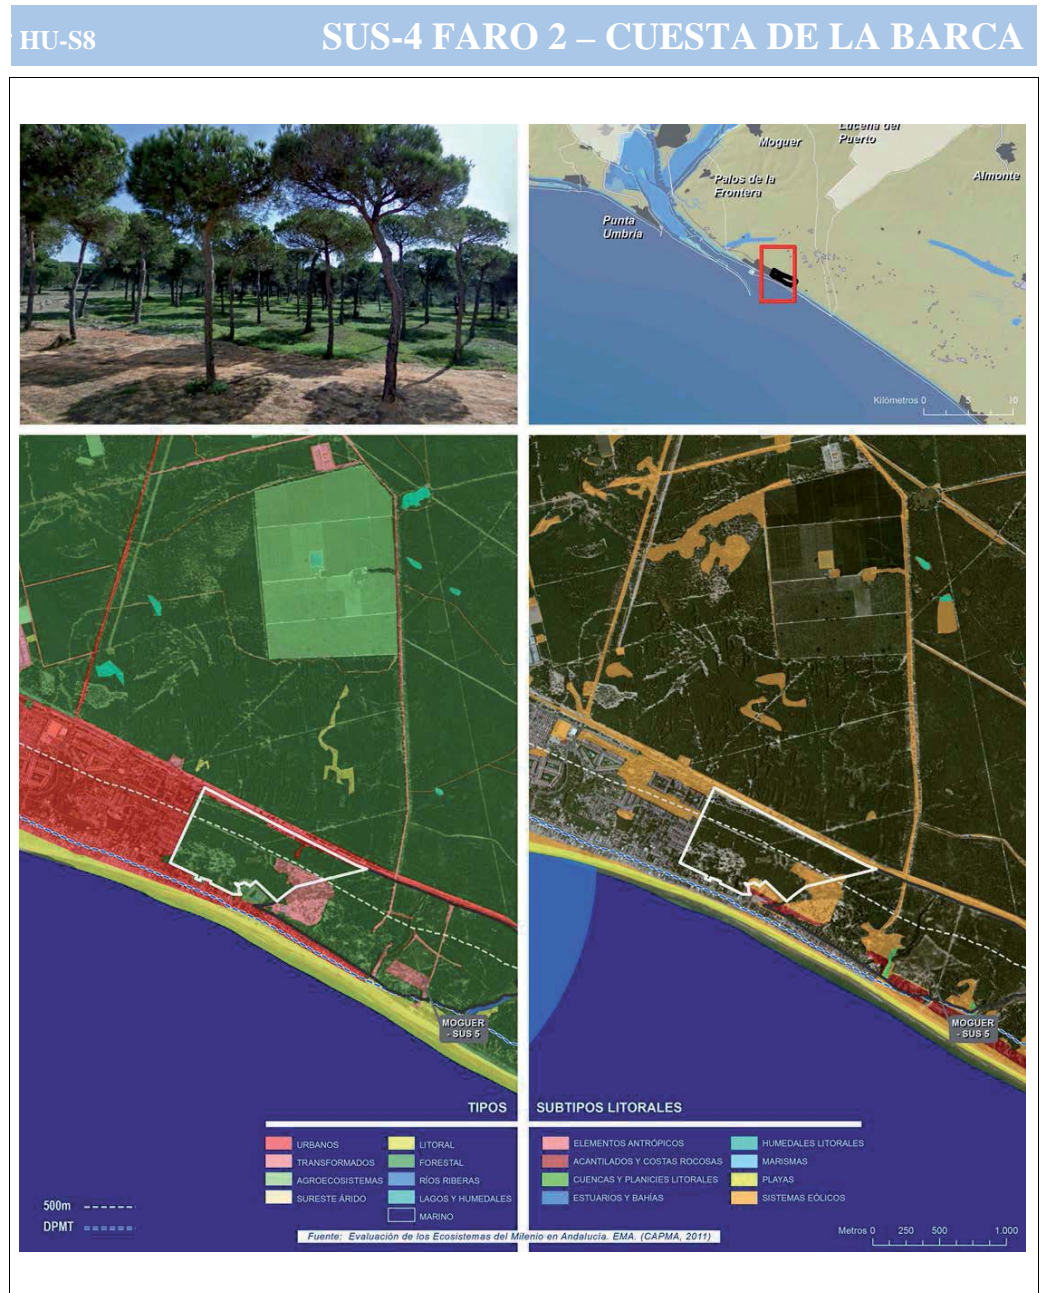 HU-S8
SUS-4 FARO 2 – CUESTA DE LA BARCA
Lucena del
Puerto
Moguer
Almonte
Palos de la
Frontera
Punta
Umbría
Kilómetros 0 5 10
MOGUER
- SUS 5
MOGUER
- SUS 5
TIPOS
URBANOS
TRANSFORMADOS
AGROECOSISTEMAS
SURESTE ÁRIDO
LITORAL
FORESTAL
RÍOS RIBERAS
LAGOS Y HUMEDALES
MARINO
500m
DPMT
SUBTIPOS LITORALES
ELEMENTOS ANTRÓPICOS
ACANTILADOS Y COSTAS ROCOSAS
CUENCAS Y PLANICIES LITORALES
ESTUARIOS Y BAHÍAS
HUMEDALES LITORALES
MARISMAS
PLAYAS
SISTEMAS EÓLICOS
Metros 0 250 500 1.000
Fuente: Evaluación de los Ecosistemas del Milenio en Andalucía. EMA. (CAPMA, 2011)